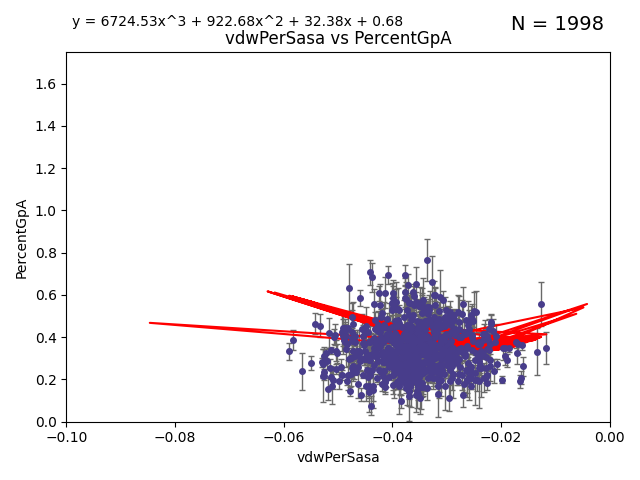 y = 6724.53x^3 + 922.68x^2 + 32.38x + 0.68
N = 1998
vdwPerSasa vs PercentGpA
PercentGpA
1.6
1.4
1.2
1.0
0.8
0.6
0.4
0.2
0.0
−0.10 −0.08 −0.06 −0.04 −0.02 0.00
vdwPerSasa